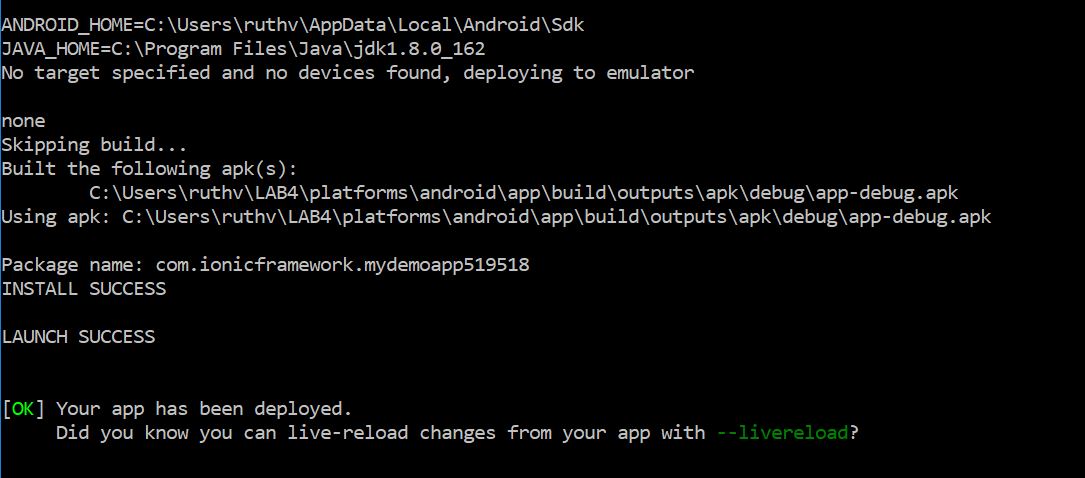 ANDROID_HOME=C:\Users\ruthv\AppData\Local\Android\Sdk
JAVA_HOME=C:\Program Files\Java\jdk1.8.0_162
No target specified and no devices found, deploying to emulator
none
Skipping build...
Built the following apk(s):
C:\Users\ruthv\LAB4\platforms\android\app\build\outputs\apk\debug\app-debug.apk
Using apk: C:\Users\ruthv\LAB4\platforms\android\app\build\outputs\apk\debug\app-debug.apk
Package name: com.ionicframework.mydemoapp519518
INSTALL SUCCESS
LAUNCH SUCCESS
[OK] Your app has been deployed.
Did you know you can live-reload changes from your app with --livereload?